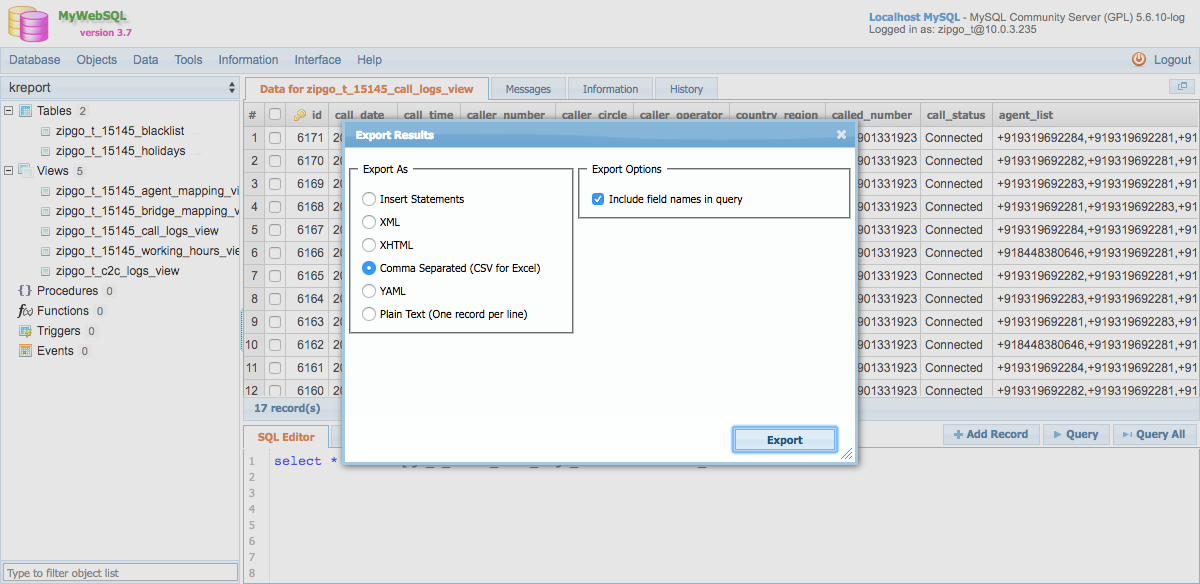 MyWebSQL
version 3.7
Localhost MySQL - MySQL Community Server (GPL) 5.6.10-log
Logged in as: zipgo_t@10.0.3.235
Database Objects Data Tools Information Interface Help Logout
kreport
Tables 2
zipgo_t_15145_blacklist
zipgo_t_15145_holidays
Views 5
zipgo_t_15145_agent_mapping_vi
zipgo_t_15145_bridge_mapping_v
zipgo_t_15145_call_logs_view
zipgo_t_15145_working_hours_vie
zipgo_t_c2c_logs_view
{} Procedures 0
f(x) Functions 0
Triggers 0
Events 0
Type to filter object list
Data for zipgo_t_15145_call_logs_view Messages Information History
# id call_date call_time caller_number caller_circle caller_operator country_region called_number call_status agent_list
1 6171 20 901331923 Connected +919319692284,+919319692281,+91
2 6170 20 901331923 Connected +919319692282,+919319692281,+91
3 6169 20 901331923 Connected +919319692283,+919319692281,+91
4 6168 20 901331923 Connected +919319692281,+919319692283,+91
5 6167 20 901331923 Connected +919319692284,+919319692281,+91
6 6166 20 901331923 Connected +918448380646,+919319692281,+91
7 6165 20 901331923 Connected +919319692282,+919319692281,+91
8 6164 20 901331923 Connected +919319692283,+919319692281,+91
9 6163 20 901331923 Connected +919319692281,+919319692283,+91
10 6162 20 901331923 Connected +918448380646,+919319692281,+91
11 6161 20 901331923 Connected +919319692284,+919319692281,+91
12 6160 20 901331923 Connected +919319692282,+919319692281,+91
17 record(s)
Export Results
Export As
Insert Statements
XML
XHTML
Comma Separated (CSV for Excel)
YAML
Plain Text (One record per line)
Export Options
Include field names in query
Export
SQL Editor
Add Record Query Query All
1 select *
2
3
4
5
6
7
8